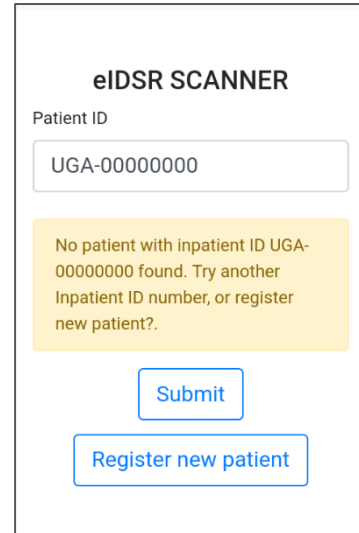 eIDSR SCANNER
Patient ID
UGA-00000000
No patient with inpatient ID UGA-
00000000 found. Try another
Inpatient ID number, or register
new patient?.
Submit
Register new patient